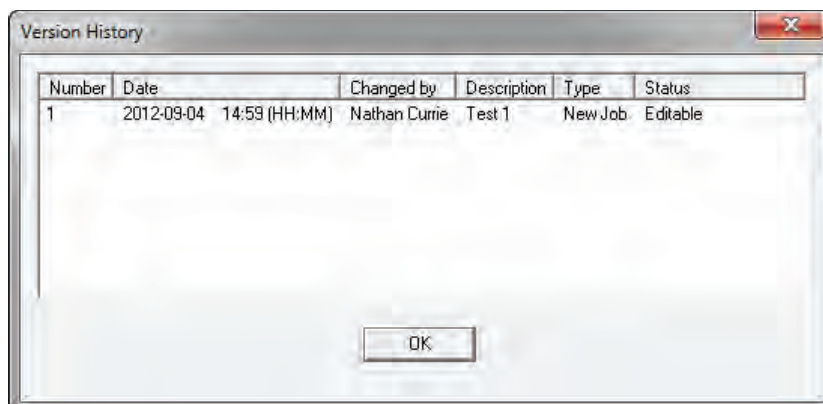 Version History
Number Date Changed by Description Type Status
1 2012-09-04 14:59 (HH:MM) Nathan Currie Test 1 New Job Editable
OK